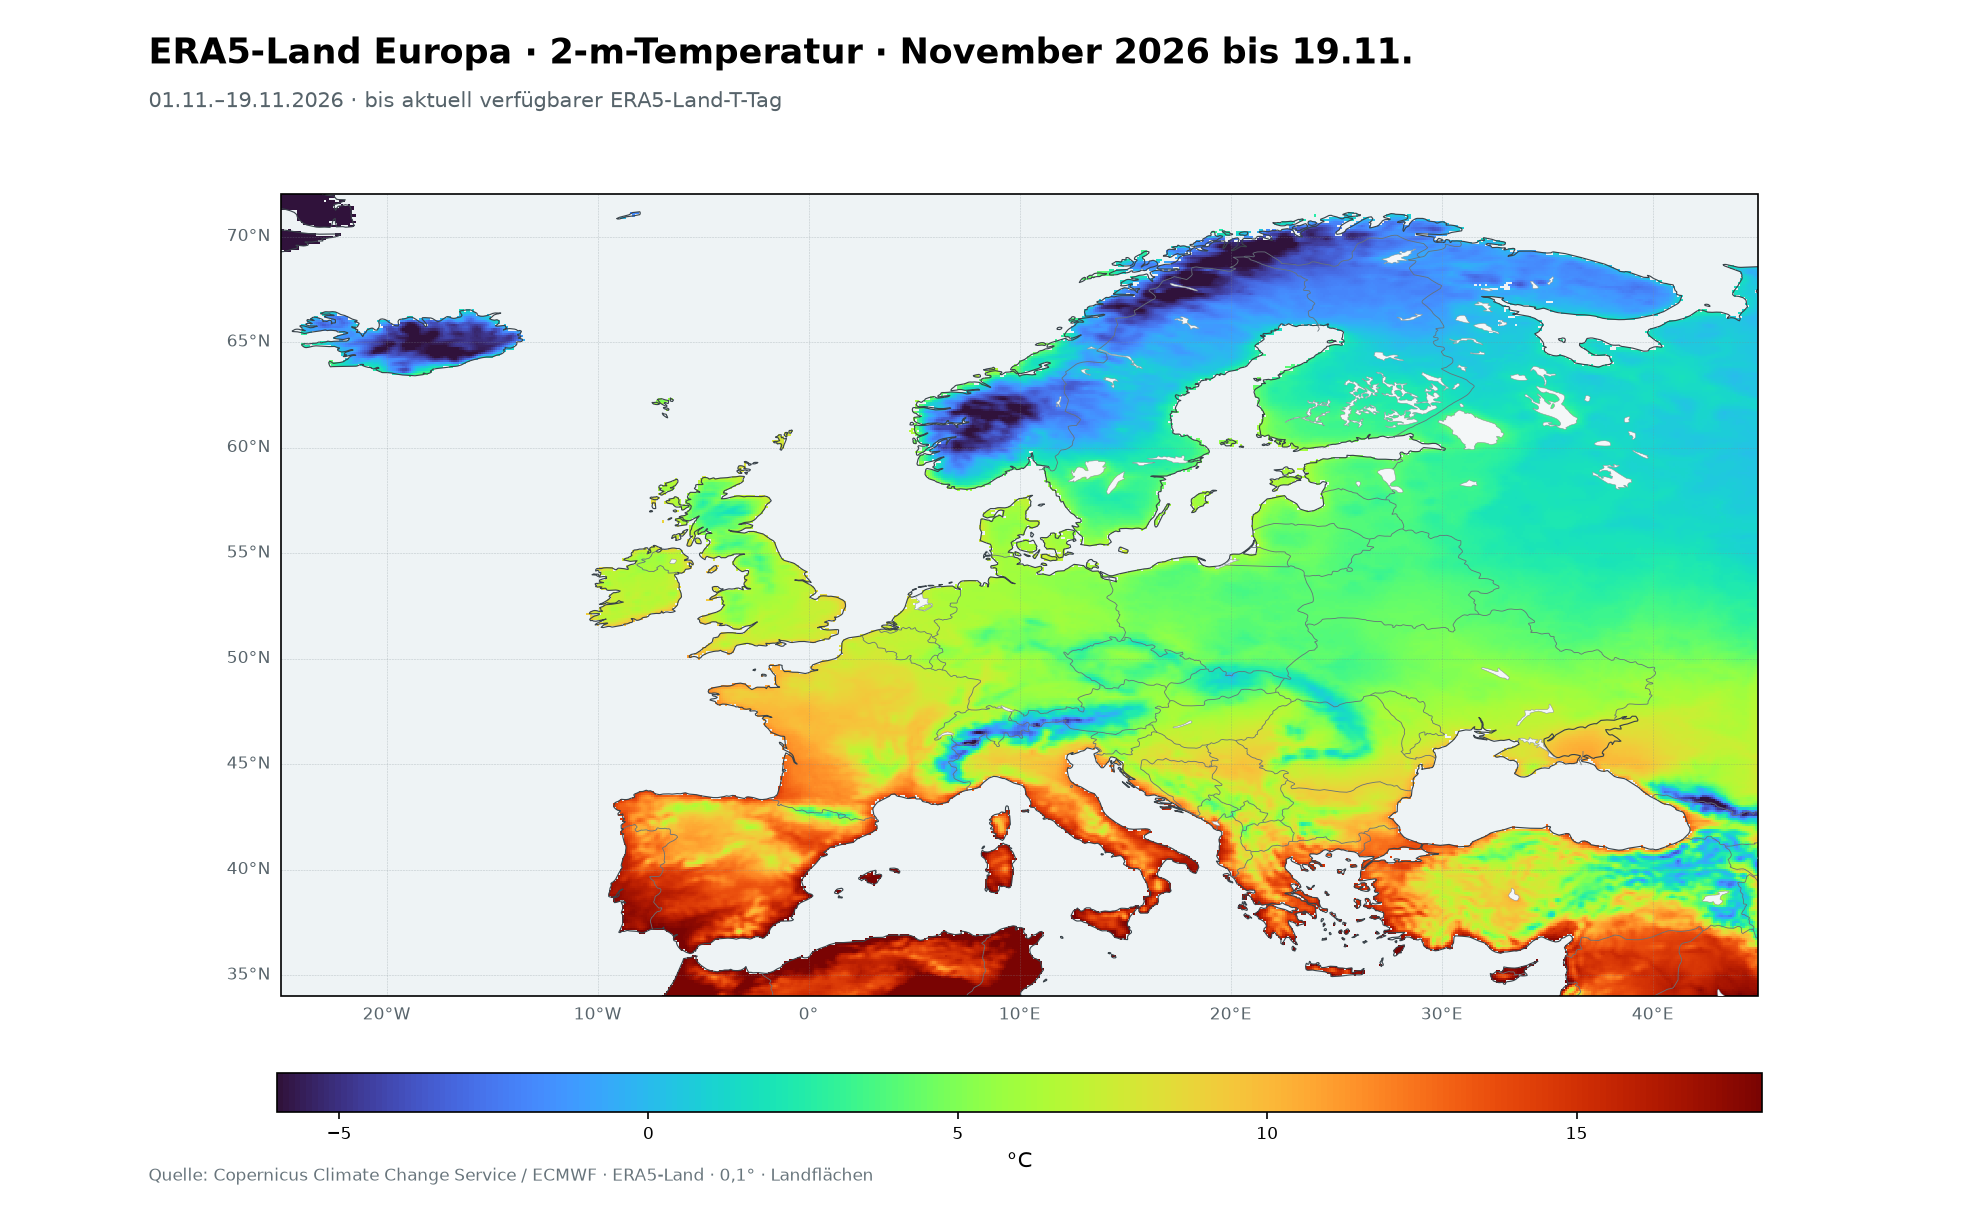 ERA5-Land Europa · 2-m-Temperatur · November 2026 bis 19.11.
01.11.–19.11.2026 · bis aktuell verfügbarer ERA5-Land-T-Tag
70°N
65°N
60°N
55°N
50°N
45°N
40°N
35°N
20°W 10°W 0° 10°E 20°E 30°E 40°E
−5 0 5 10 15
°C
Quelle: Copernicus Climate Change Service / ECMWF · ERA5-Land · 0,1° · Landflächen